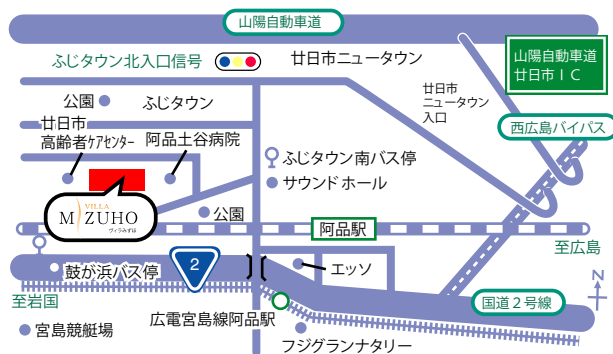 山陽自動車道
ふじタウン北入口信号
廿日市ニュータウン
山陽自動車道
廿日市IC
公園
ふじタウン
廿日市
ニュータウン
入口
西広島バイパス
廿日市
高齢者ケアセンター
阿品土谷病院
ふじタウン南バス停
サウンドホール
VILLA
MIZUHO
ヴィラみずほ
公園
阿品駅
至広島
鼓が浜バス停
2
エッソ
N
至岩国
国道2号線
広電宮島線阿品駅
宮島競艇場
フジグランナタリー